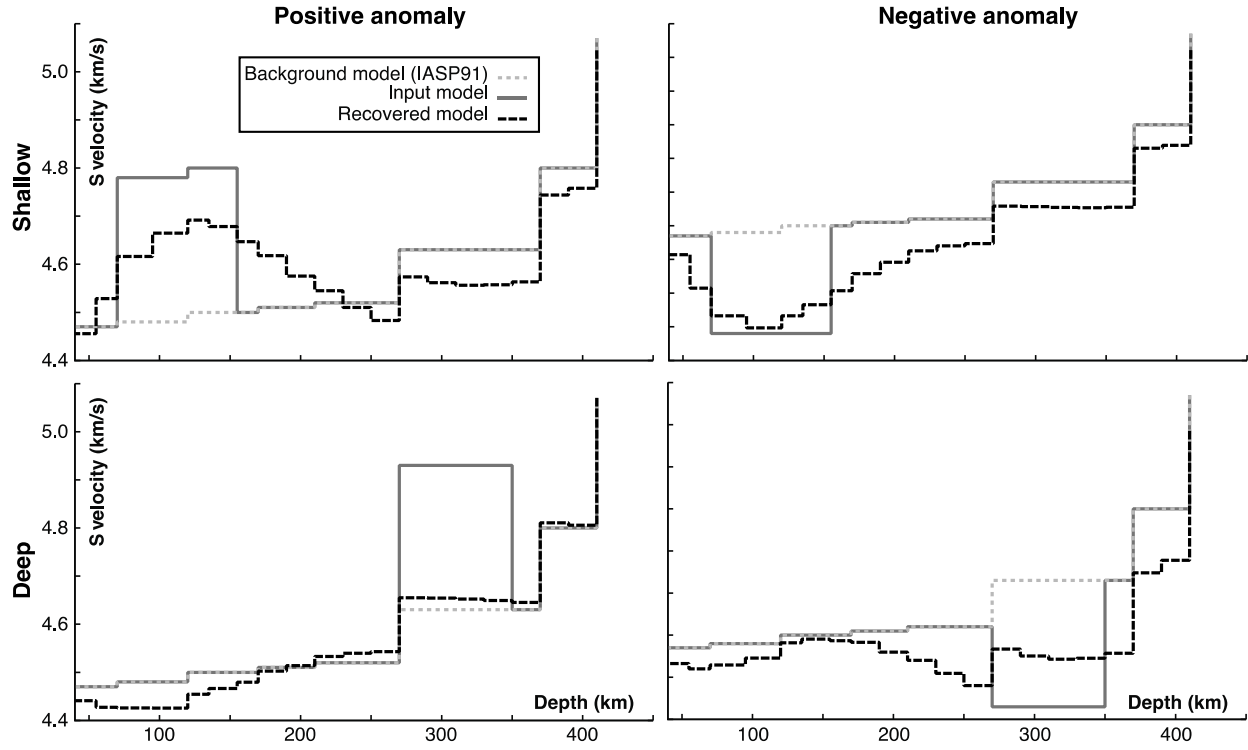 Positive anomaly
Negative anomaly
Shallow
S velocity (km/s)
5.0
4.8
4.6
4.4
Background model (IASP91)
Input model
Recovered model
Deep
S velocity (km/s)
5.0
4.8
4.6
4.4
Depth (km)
Depth (km)
100 200 300 400
100 200 300 400